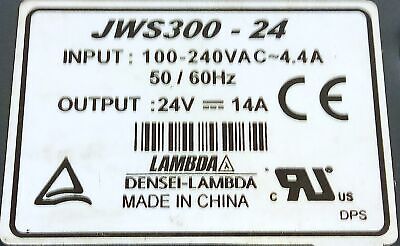 JWS300 - 24
INPUT : 100-240VAC~4.4A
50 / 60Hz
OUTPUT : 24V ⎓ 14A
CE
LAMBDA
DENSEI-LAMBDA
MADE IN CHINA
c RU US
DPS